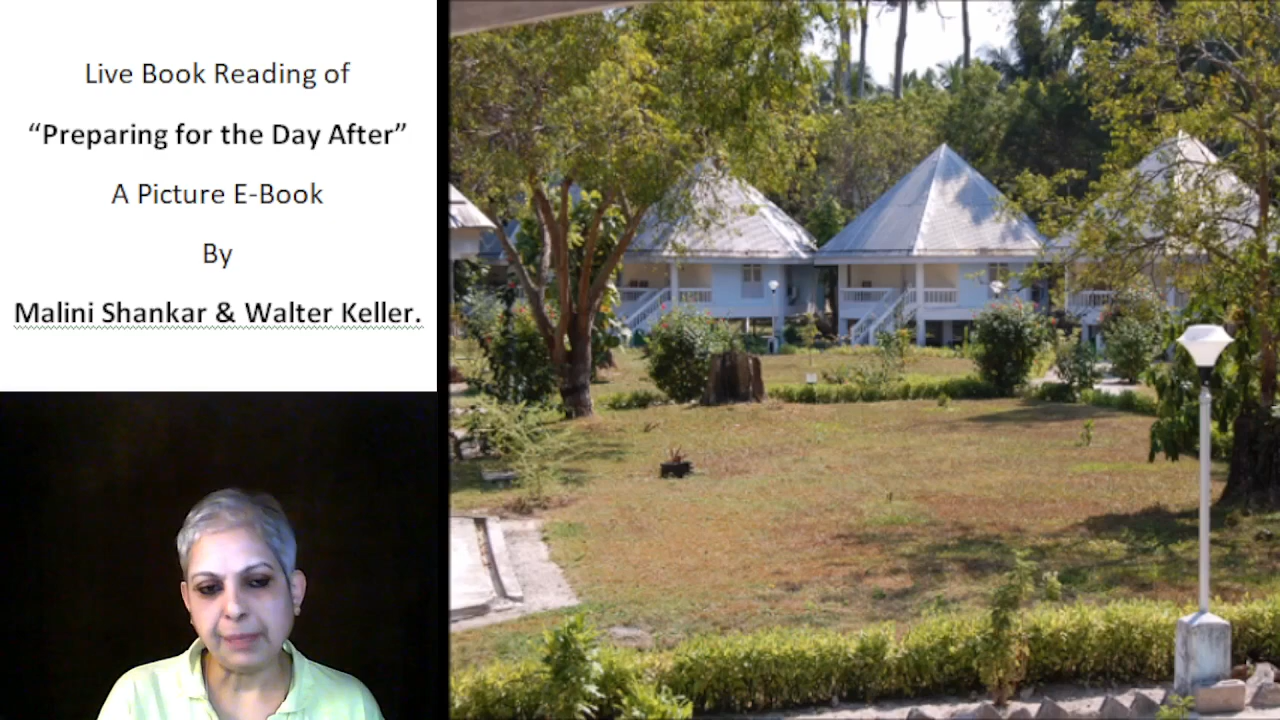 Live Book Reading of
“Preparing for the Day After”
A Picture E-Book
By
Malini Shankar & Walter Keller.